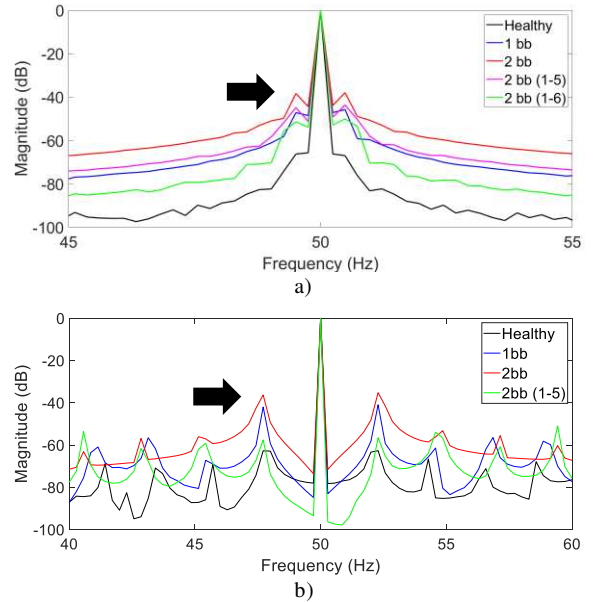 0
-20
-40
-60
-80
-100
Magnitude (dB)
Healthy
1 bb
2 bb
2 bb (1-5)
2 bb (1-6)
45
50
55
Frequency (Hz)
a)
0
-20
-40
-60
-80
-100
Magnitude (dB)
Healthy
1bb
2bb
2bb (1-5)
40
45
50
55
60
Frequency (Hz)
b)